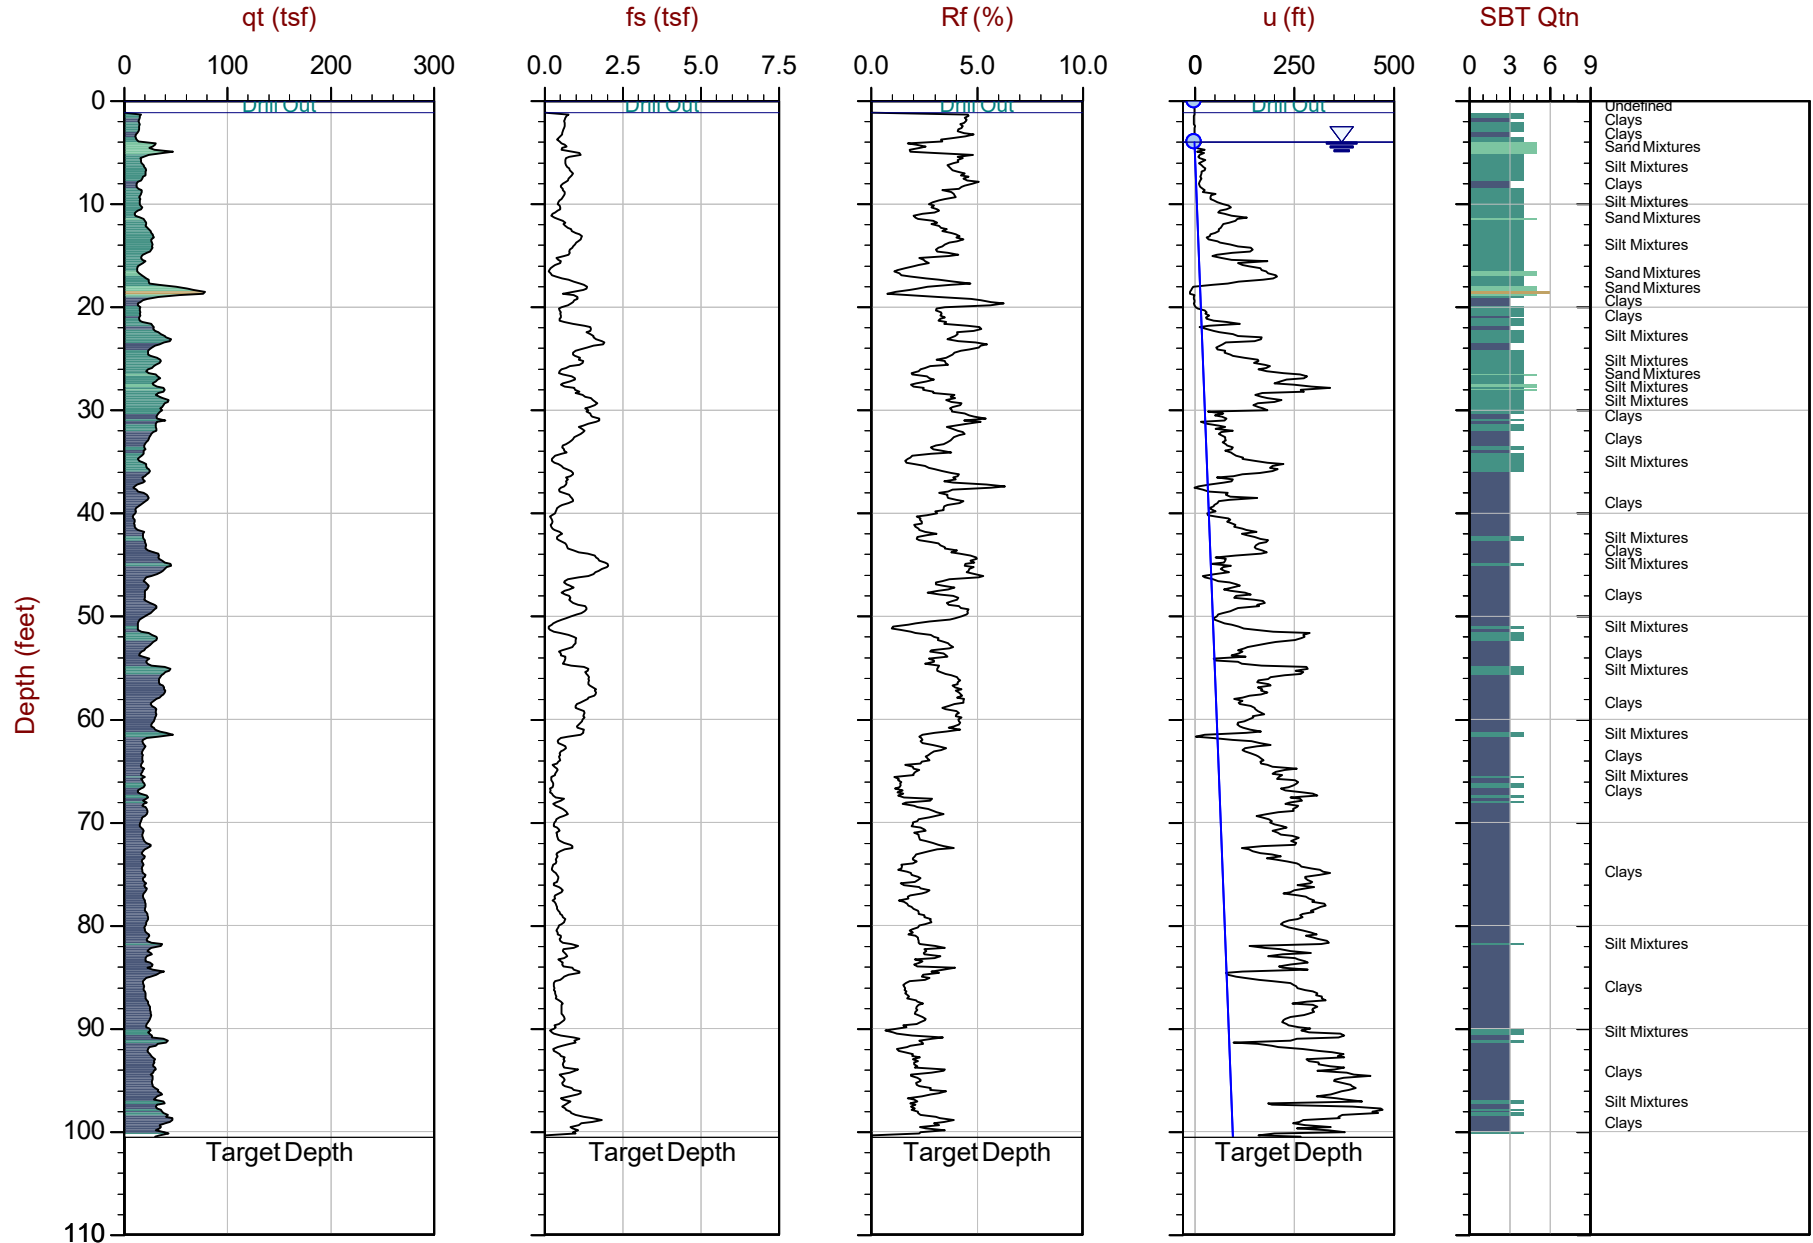 qt (tsf) fs (tsf) Rf (%) u (ft) SBT Qtn
0 100 200 300 0.0 2.5 5.0 7.5 0.0 5.0 10.0 0 250 500 0 3 6 9
0 Drill Out Drill Out Drill Out Drill Out Undefined
Clays
Clays
Sand Mixtures
Silt Mixtures
Clays
10 Silt Mixtures
Sand Mixtures
Silt Mixtures
Sand Mixtures
Sand Mixtures
20 Clays
Clays
Silt Mixtures
Silt Mixtures
Sand Mixtures
Silt Mixtures
Silt Mixtures
30 Clays
Clays
Silt Mixtures
Clays
40
Silt Mixtures
Clays
Silt Mixtures
Clays
50
Silt Mixtures
Clays
Silt Mixtures
Clays
Depth (feet)
60
Silt Mixtures
Clays
Silt Mixtures
Clays
70
Clays
80
Silt Mixtures
Clays
90 Silt Mixtures
Clays
Silt Mixtures
Clays
100
Target Depth Target Depth Target Depth Target Depth
110